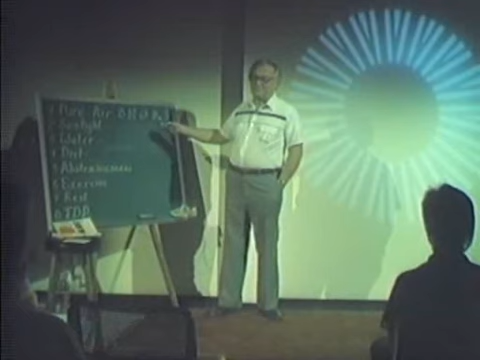 1 Pure Air
2 Sunlight
3 Water
4 Diet
5 Abstemiousness
6 Exercise
7 Rest
8 TDP